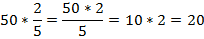 50 * 2/5 = 50 * 2/5 = 10 * 2 = 20